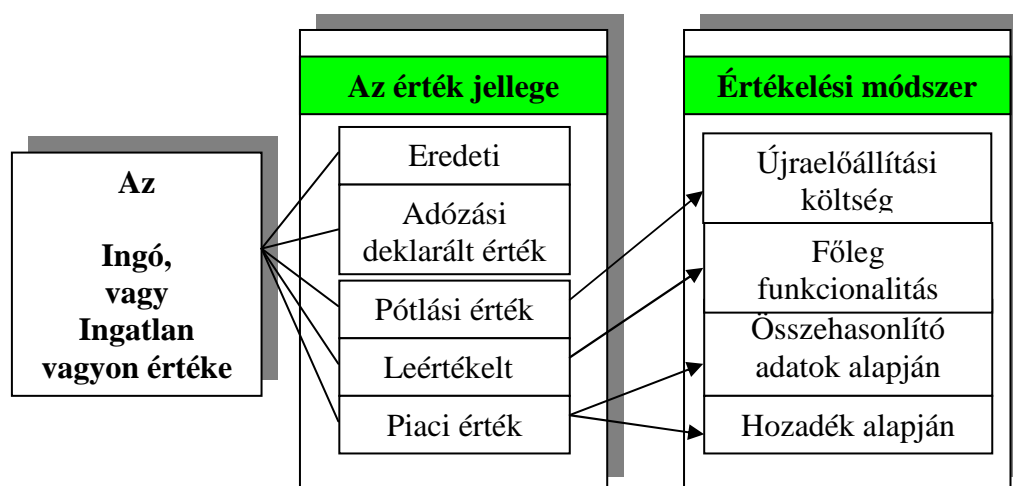 Az
Ingó,
vagy
Ingatlan
vagyon értéke
Az érték jellege
Eredeti
Adózási
deklarált érték
Pótlási érték
Leértékelt
Piaci érték
Értékelési módszer
Újraelőállítási
költség
Főleg
funkcionalitás
Összehasonlító
adatok alapján
Hozadék alapján